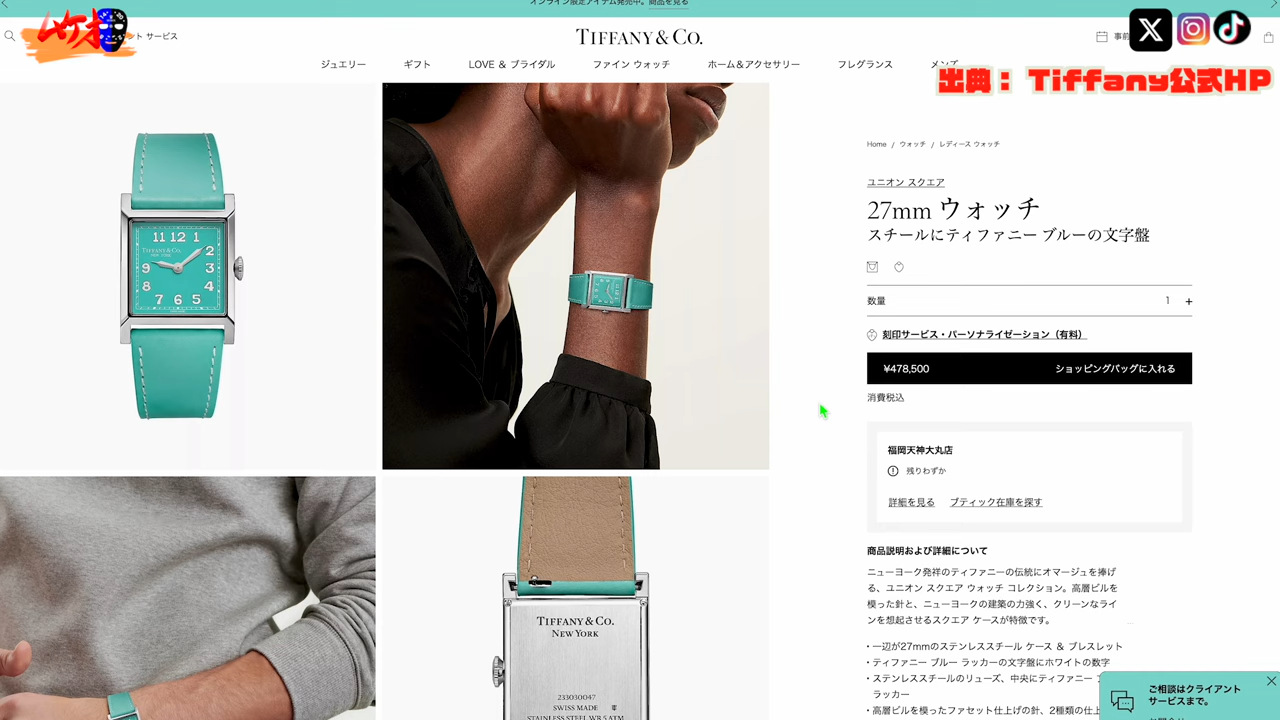 オンライン限定アイテム発売中。商品を見る
サービス
TIFFANY & CO.
事前
ジュエリー
ギフト
LOVE & ブライダル
ファイン ウォッチ
ホーム＆アクセサリー
フレグランス
メンズ
出典： Tiffany公式HP
Home / ウォッチ / レディース ウォッチ
ユニオン スクエア
27mm ウォッチ
スチールにティファニー ブルーの文字盤
数量 1 +
刻印サービス・パーソナライゼーション（有料）
¥478,500 ショッピングバッグに入れる
消費税込
福岡天神大丸店
残りわずか
詳細を見る ブティック在庫を探す
商品説明および詳細について
ニューヨーク発祥のティファニーの伝統にオマージュを捧げ
る、ユニオン スクエア ウォッチ コレクション。高層ビルを
模った針と、ニューヨークの建築の力強く、クリーンなライ
ンを想起させるスクエア ケースが特徴です。
・一辺が27mmのステンレススチール ケース ＆ ブレスレット
・ティファニー ブルー ラッカーの文字盤にホワイトの数字
・ステンレススチールのリューズ、中央にティファニー
ラッカー
・高層ビルを模ったファセット仕上げの針、2種類の仕上
ご相談はクライアント
サービスまで。
11 12 1
TIFFANY & CO.
NEW YORK
2
9 3
8 4
7 6 5
TIFFANY & CO.
NEW YORK
233030047
SWISS MADE
STAINLESS STEEL WR 5 ATM